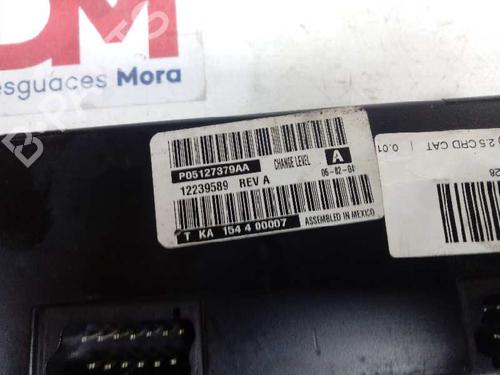 DM
esguaces Mora
P05127379AA
CHANGE LEVEL
A
12239589 REV A
06-02-04
T KA 154 4 00007
ASSEMBLED IN MEXICO
2.5 CRD CAT
0.01
28